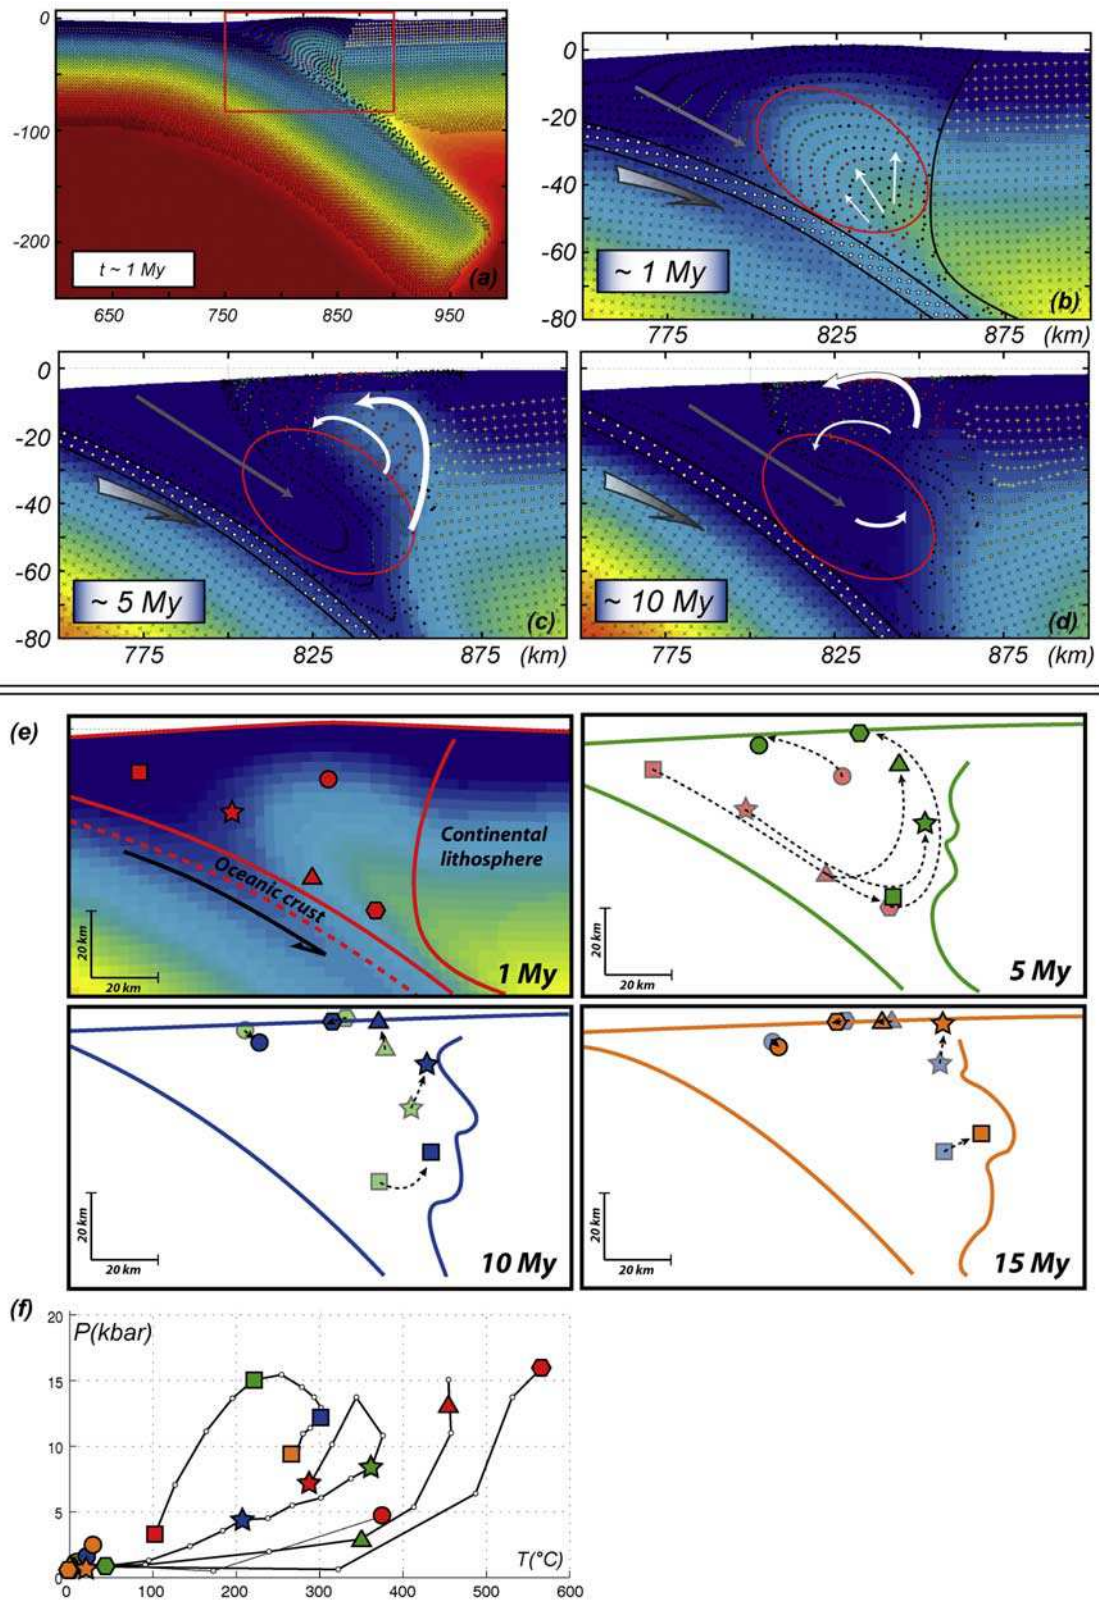 0
-100
-200
t ~ 1 My
(a)
650
750
850
950
0
-20
-40
-60
-80
~ 1 My
(b)
775
825
875
(km)
0
-20
-40
-60
-80
~ 5 My
(c)
775
825
875
(km)
~ 10 My
(d)
775
825
875
(km)
(e)
Continental
lithosphere
Oceanic crust
20 km
20 km
1 My
20 km
20 km
5 My
20 km
20 km
10 My
20 km
20 km
15 My
(f)
20
P(kbar)
15
10
5
0
T(°C)
0
100
200
300
400
500
600